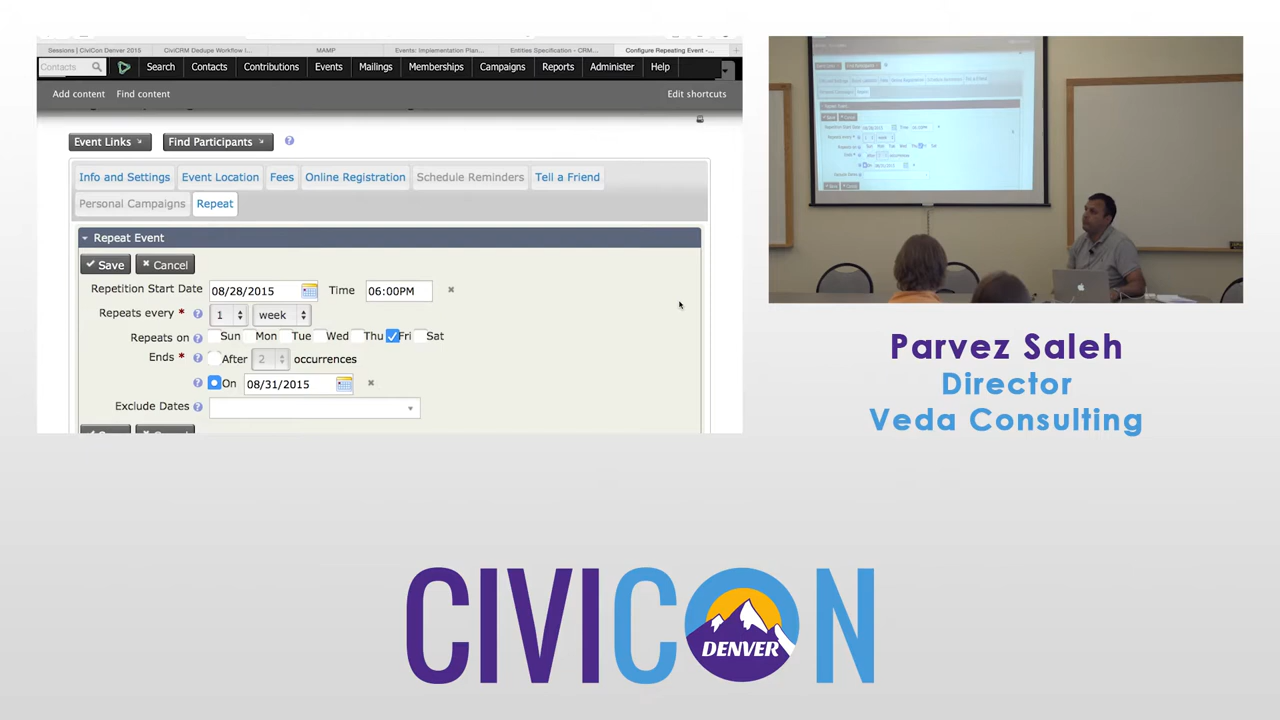 Sessions | CiviCon Denver 2015
CiviCRM Dedupe Workflow I...
MAMP
Events: Implementation Plan...
Entities Specification - CRM...
Configure Repeating Event -...
+
Contacts
Search
Contacts
Contributions
Events
Mailings
Memberships
Campaigns
Reports
Administer
Help
Add content
Find content
Edit shortcuts
Event Links
Find Participants
Info and Settings
Event Location
Fees
Online Registration
Schedule Reminders
Tell a Friend
Personal Campaigns
Repeat
Repeat Event
Save
Cancel
Repetition Start Date 08/28/2015 Time 06:00PM
Repeats every * 1 week
Repeats on Sun Mon Tue Wed Thu Fri Sat
Ends * After 2 occurrences
On 08/31/2015
Exclude Dates
Parvez Saleh
Director
Veda Consulting
CIVICON
DENVER